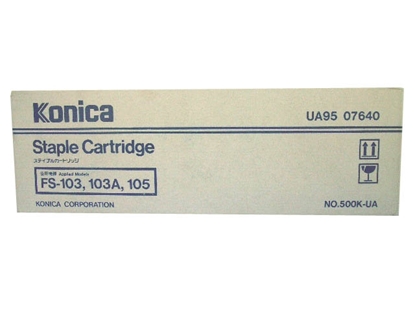 Konica
UA95 07640
Staple Cartridge
ステイプルカートリッジ
Applied Models
FS-103, 103A, 105
KONICA CORPORATION
NO.500K-UA